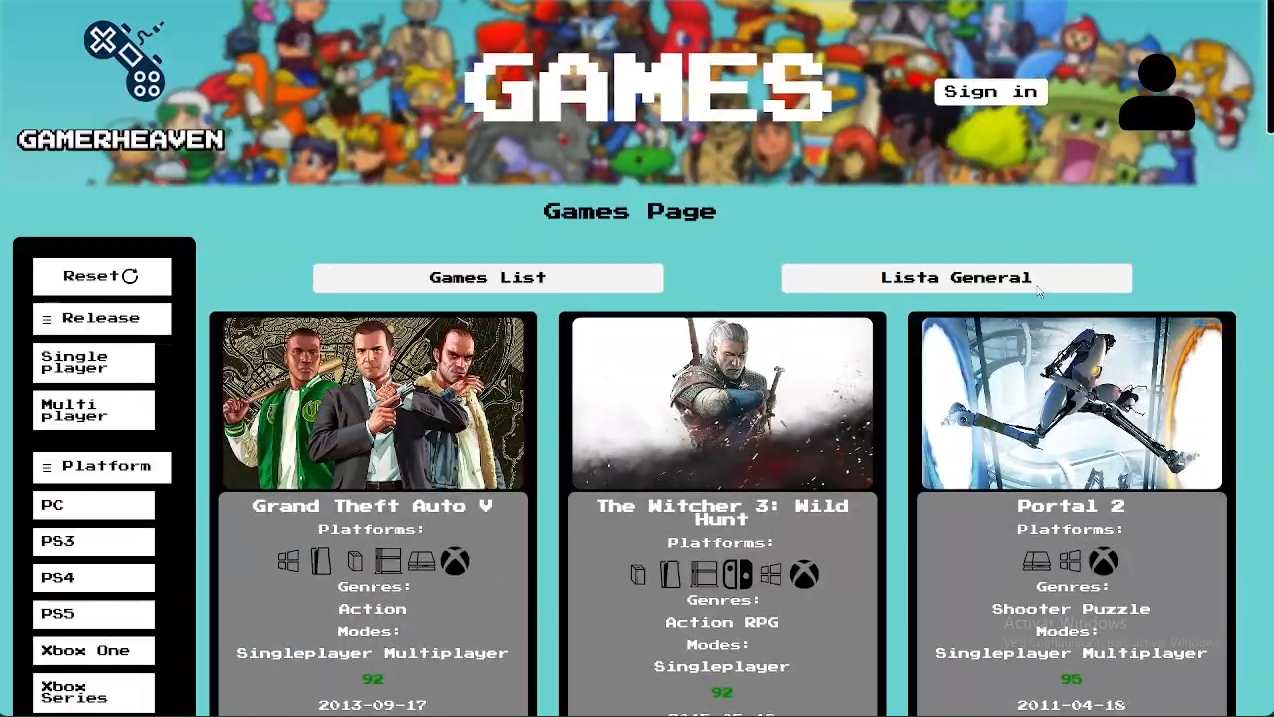 GAMES
Sign in
GAMERHEAVEN
Games Page
Reset
Release
Single
player
Multi
player
Platform
PC
PS3
PS4
PS5
Xbox One
Xbox
Series
Games List
Lista General
Grand Theft Auto V
Platforms:
Genres:
Action
Modes:
Singleplayer Multiplayer
92
2013-09-17
The Witcher 3: Wild
Hunt
Platforms:
Genres:
Action RPG
Modes:
Singleplayer
92
Portal 2
Platforms:
Genres:
Shooter Puzzle
Activar Windows
Modes:
Singleplayer Multiplayer
95
2011-04-18